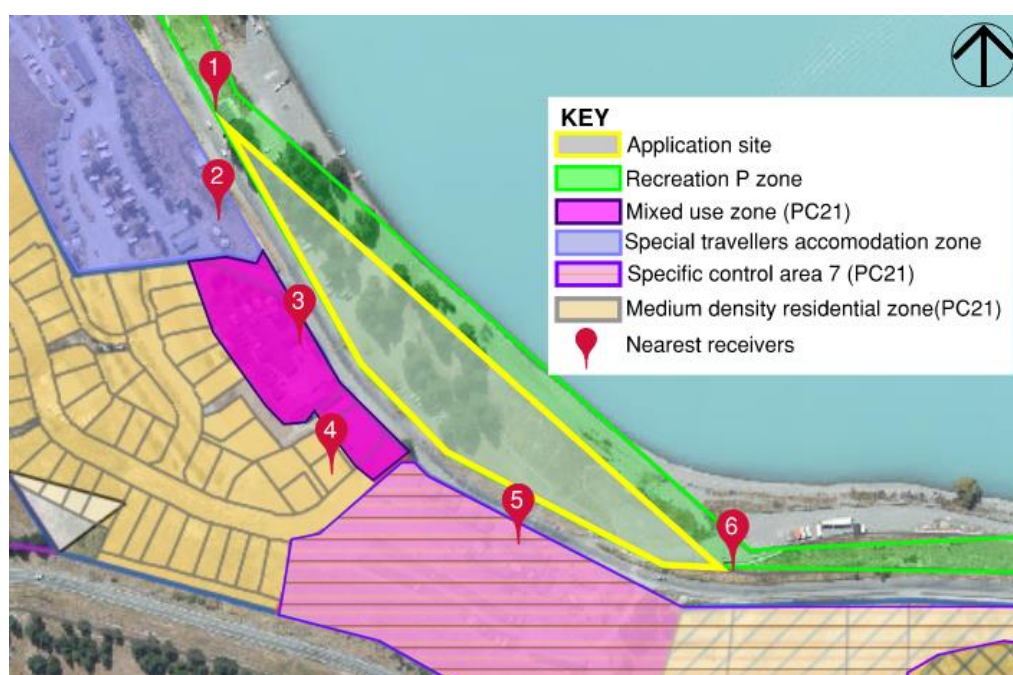 1
2
3
4
5
6
KEY
Application site
Recreation P zone
Mixed use zone (PC21)
Special travellers accomodation zone
Specific control area 7 (PC21)
Medium density residential zone(PC21)
Nearest receivers